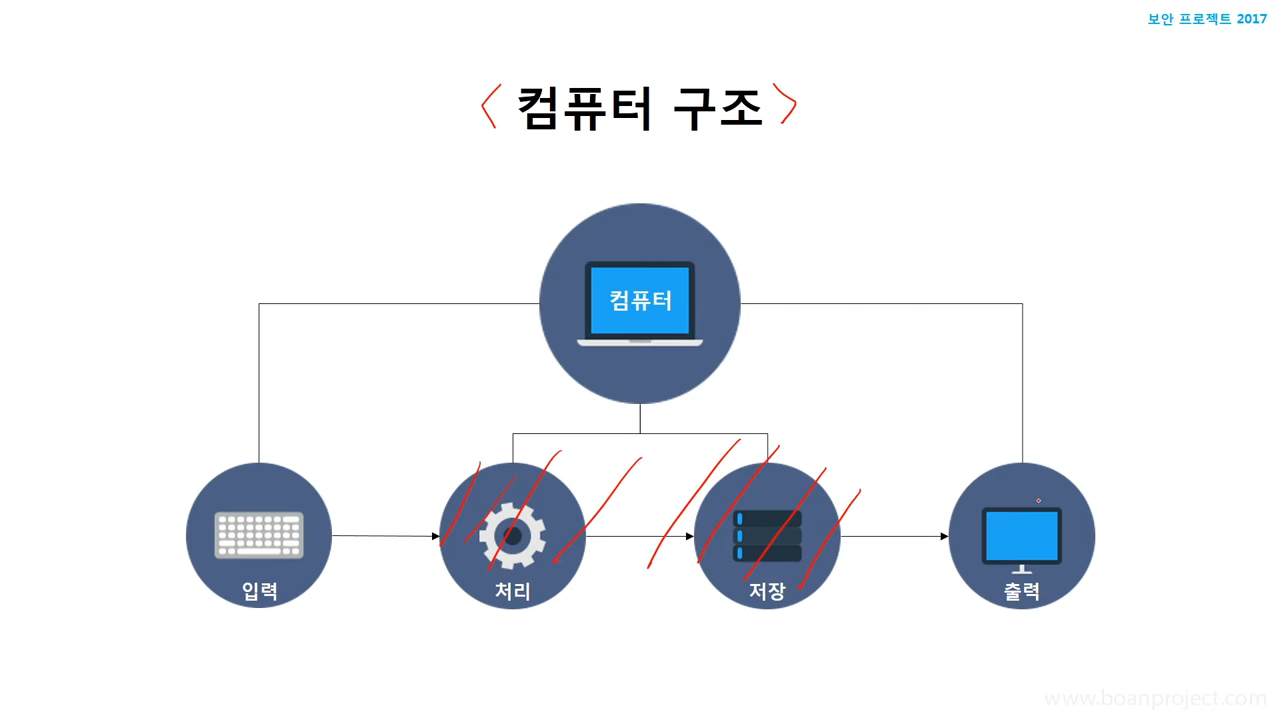 보안 프로젝트 2017
< 컴퓨터 구조 >
컴퓨터
입력
처리
저장
출력
www.boanproject.com